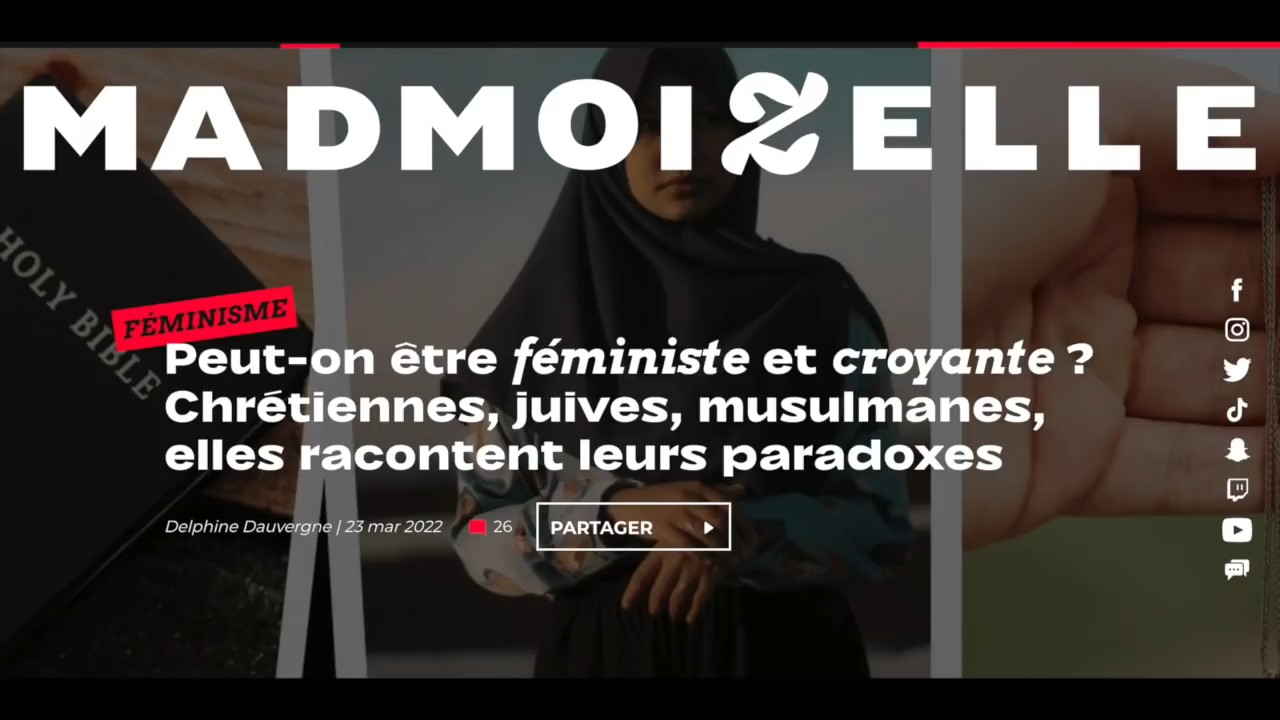 MADMOIZELLE
HOLY BIBLE
FÉMINISME
Peut-on être féministe et croyante ?
Chrétiennes, juives, musulmanes,
elles racontent leurs paradoxes
Delphine Dauvergne | 23 mar 2022 26 PARTAGER